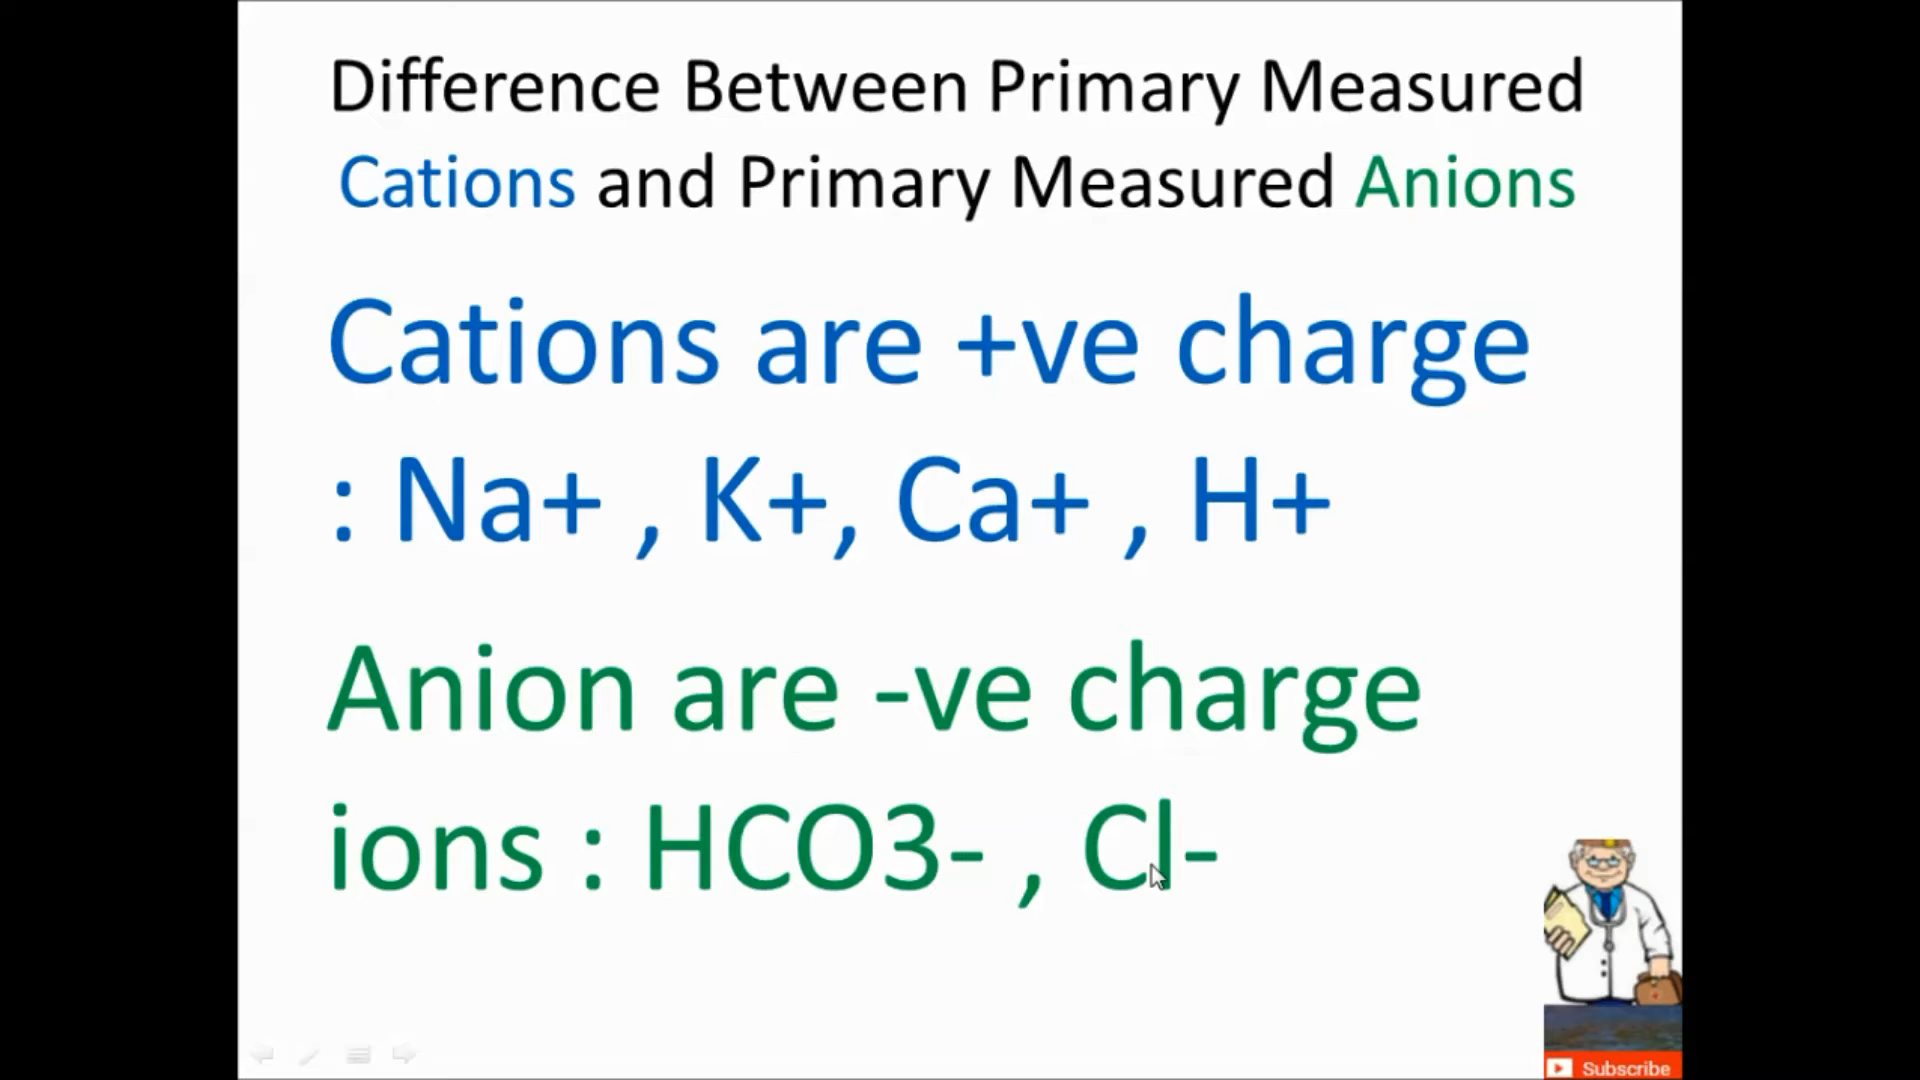 Difference Between Primary Measured
Cations and Primary Measured Anions
Cations are +ve charge
: Na+ , K+, Ca+ , H+
Anion are -ve charge
ions : HCO3- , Cl-
Subscribe